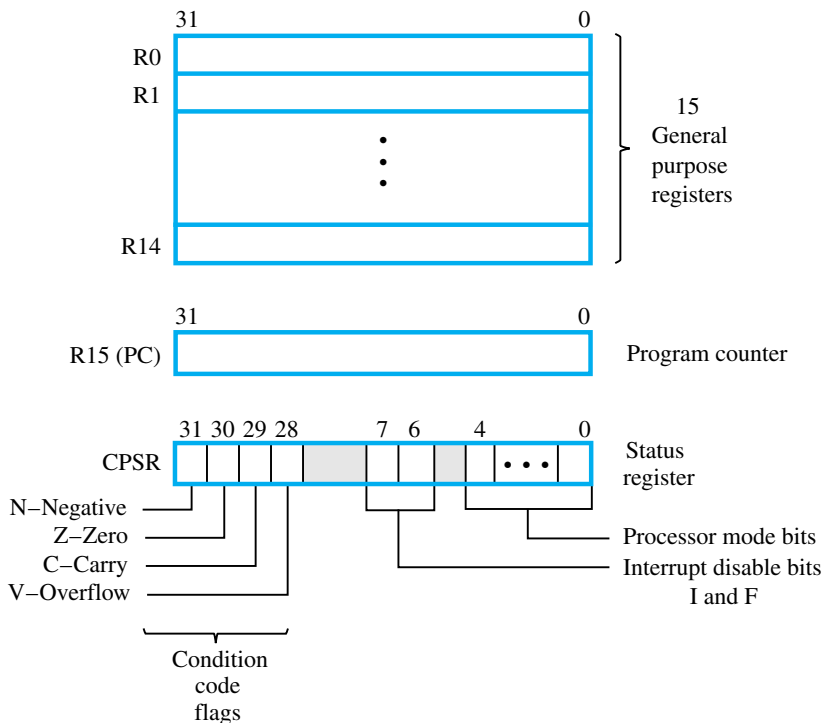 31 0
R0
R1
15
General
purpose
registers
R14
31 0
R15 (PC)
Program counter
31 30 29 28 7 6 4 0
CPSR
Status
register
N–Negative
Z–Zero
C–Carry
V–Overflow
Processor mode bits
Interrupt disable bits
I and F
Condition
code
flags